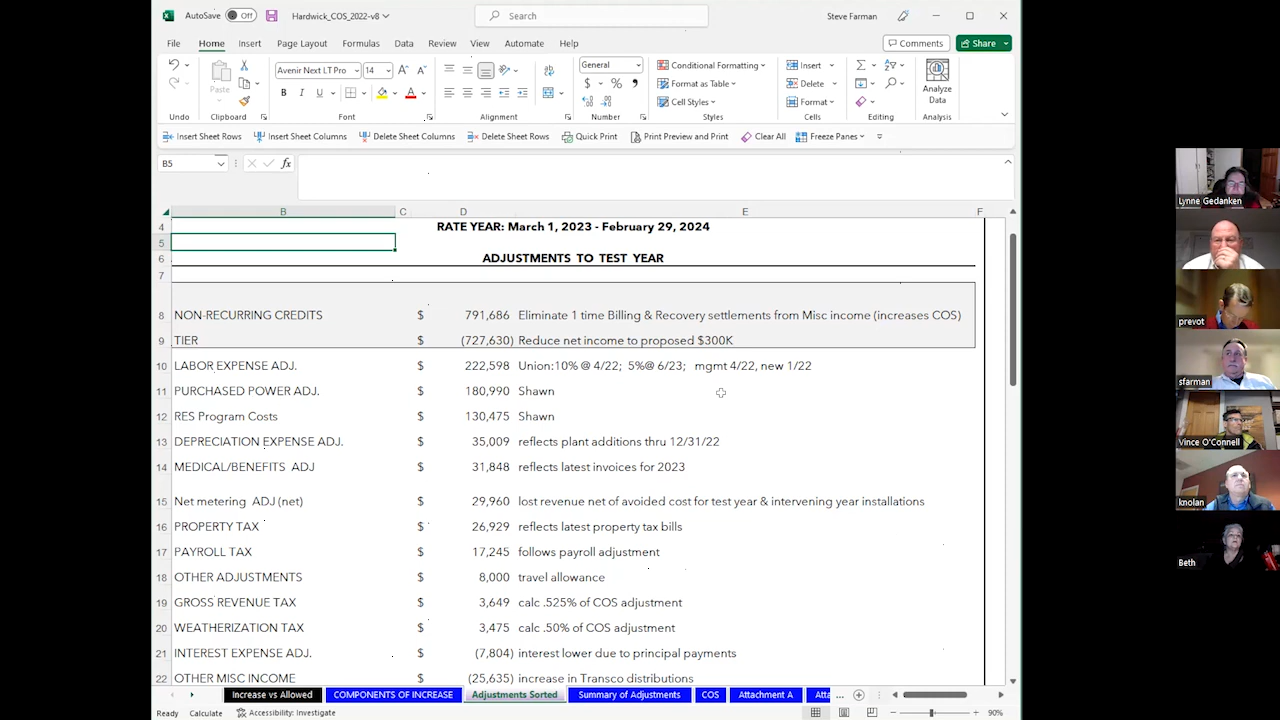 AutoSave Off Hardwick_COS_2022-v8 Search Steve Farman
File Home Insert Page Layout Formulas Data Review View Automate Help Comments Share
Avenir Next LT Pro 14 General Conditional Formatting Insert
Paste Format as Table Delete Analyze
B I U A $ % Cell Styles Format Data
Undo Clipboard Font Alignment Number Styles Cells Editing Analysis
Insert Sheet Rows Insert Sheet Columns Delete Sheet Columns Delete Sheet Rows Quick Print Print Preview and Print Clear All Freeze Panes
B5 fx
B C D E F
4 RATE YEAR: March 1, 2023 - February 29, 2024
5
6 ADJUSTMENTS TO TEST YEAR
7
8 NON-RECURRING CREDITS $ 791,686 Eliminate 1 time Billing & Recovery settlements from Misc income (increases COS)
9 TIER $ (727,630) Reduce net income to proposed $300K
10 LABOR EXPENSE ADJ. $ 222,598 Union:10% @ 4/22; 5%@ 6/23; mgmt 4/22, new 1/22
11 PURCHASED POWER ADJ. $ 180,996 Shawn
12 RES Program Costs $ 130,475 Shawn
13 DEPRECIATION EXPENSE ADJ. $ 35,009 reflects plant additions thru 12/31/22
14 MEDICAL/BENEFITS ADJ $ 31,848 reflects latest invoices for 2023
15 Net metering ADJ (net) $ 29,960 lost revenue net of avoided cost for test year & intervening year installations
16 PROPERTY TAX $ 26,929 reflects latest property tax bills
17 PAYROLL TAX $ 17,245 follows payroll adjustment
18 OTHER ADJUSTMENTS $ 8,000 travel allowance
19 GROSS REVENUE TAX $ 3,649 calc .525% of COS adjustment
20 WEATHERIZATION TAX $ 3,475 calc .50% of COS adjustment
21 INTEREST EXPENSE ADJ. $ (7,804) interest lower due to principal payments
22 OTHER MISC INCOME $ (25,635) increase in Transco distributions
Increase vs Allowed COMPONENTS OF INCREASE Adjustments Sorted Summary of Adjustments COS Attachment A Atta ...
Ready Calculate Accessibility: Investigate 90%
Lynne Gedanken
prevot
sfarman
Vince O'Connell
knolan
Beth